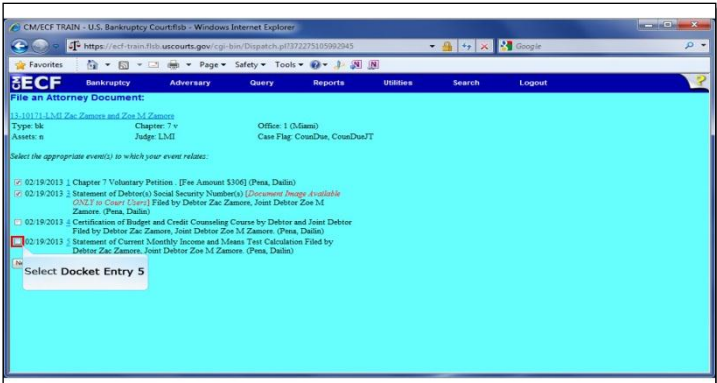 CM/ECF TRAIN - U.S. Bankruptcy Court:flsb - Windows Internet Explorer
https://ecf-train.flsb.uscourts.gov/cgi-bin/Dispatch.pl?372275105992945
Google
Favorites Page Safety Tools
ECF Bankruptcy Adversary Query Reports Utilities Search Logout ?
File an Attorney Document:
13-10171-LMI Zac Zamore and Zoe M Zamore
Type: bk Chapter: 7 v Office: 1 (Miami)
Assets: n Judge: LMI Case Flag: CounDue, CounDueJT
Select the appropriate event(s) to which your event relates:
02/19/2013 1 Chapter 7 Voluntary Petition . [Fee Amount $306] (Pena, Dailin)
02/19/2013 3 Statement of Debtor(s) Social Security Number(s) [Document Image Available
ONLY to Court Users] Filed by Debtor Zac Zamore, Joint Debtor Zoe M
Zamore. (Pena, Dailin)
02/19/2013 4 Certification of Budget and Credit Counseling Course by Debtor and Joint Debtor
Filed by Debtor Zac Zamore, Joint Debtor Zoe M Zamore. (Pena, Dailin)
02/19/2013 5 Statement of Current Monthly Income and Means Test Calculation Filed by
Debtor Zac Zamore, Joint Debtor Zoe M Zamore. (Pena, Dailin)
Select Docket Entry 5